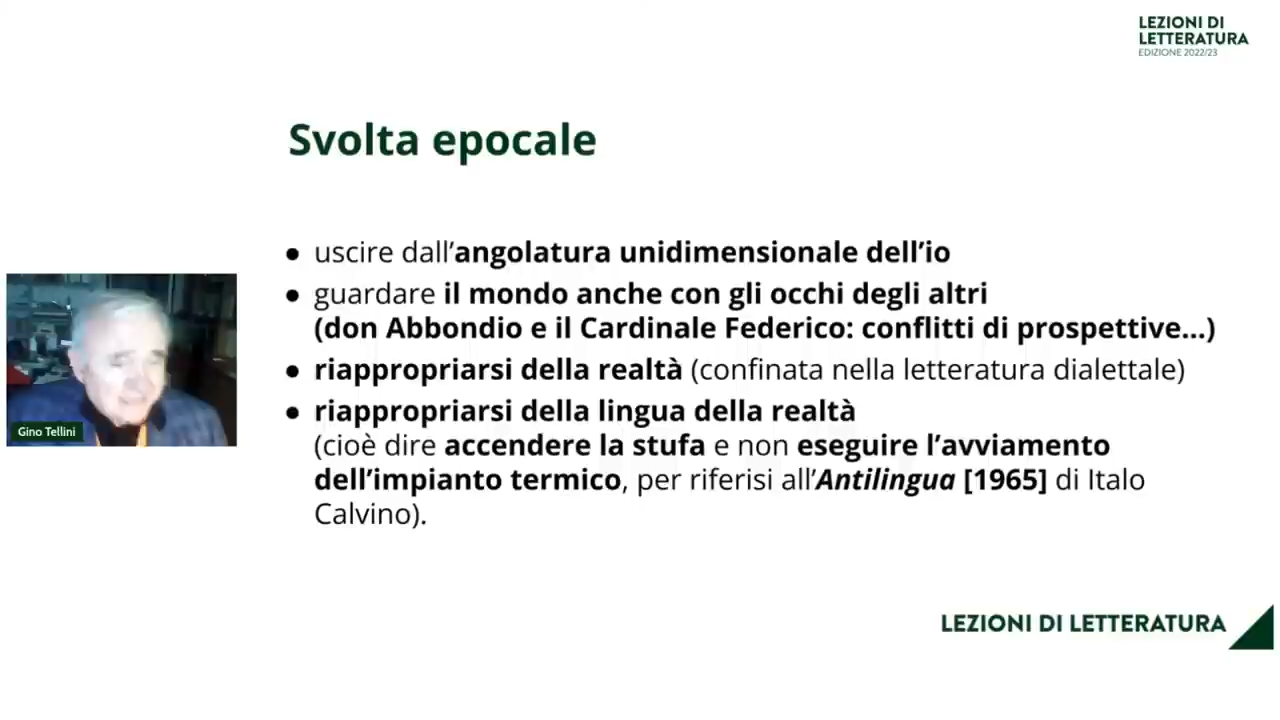 LEZIONI DI
LETTERATURA
EDIZIONE 2022/23
Svolta epocale
● uscire dall’angolatura unidimensionale dell’io
● guardare il mondo anche con gli occhi degli altri
(don Abbondio e il Cardinale Federico: conflitti di prospettive...)
● riappropriarsi della realtà (confinata nella letteratura dialettale)
● riappropriarsi della lingua della realtà
(cioè dire accendere la stufa e non eseguire l’avviamento
dell’impianto termico, per riferisi all’Antilingua [1965] di Italo
Calvino).
Gino Tellini
LEZIONI DI LETTERATURA